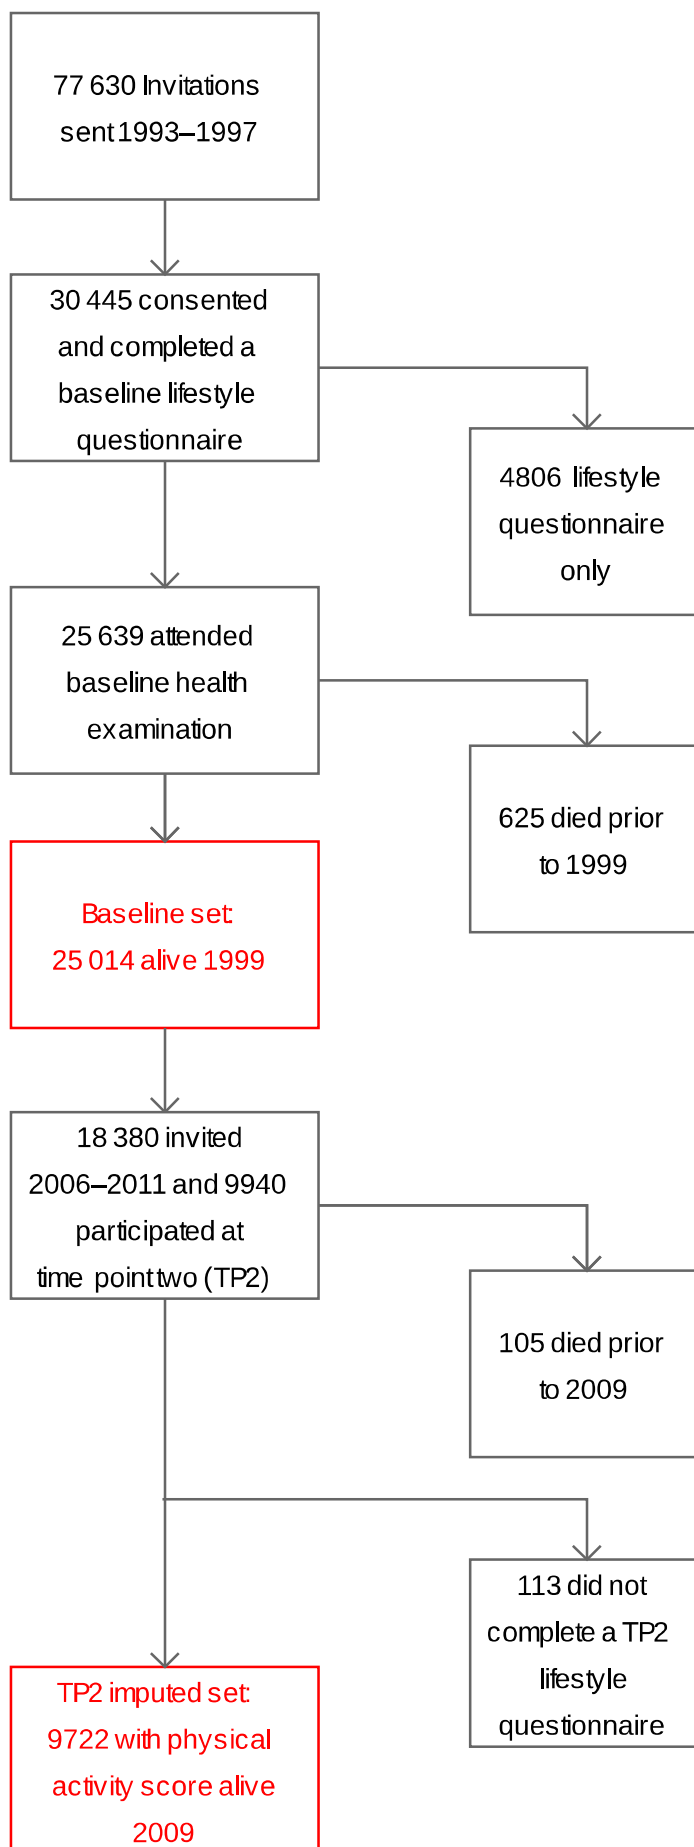 77 630 Invitations
sent 1993–1997
30 445 consented
and completed a
baseline lifestyle
questionnaire
4806 lifestyle
questionnaire
only
25 639 attended
baseline health
examination
625 died prior
to 1999
Baseline set:
25 014 alive 1999
18 380 invited
2006–2011 and 9940
participated at
time point two (TP2)
105 died prior
to 2009
113 did not
complete a TP2
lifestyle
questionnaire
TP2 imputed set:
9722 with physical
activity score alive
2009